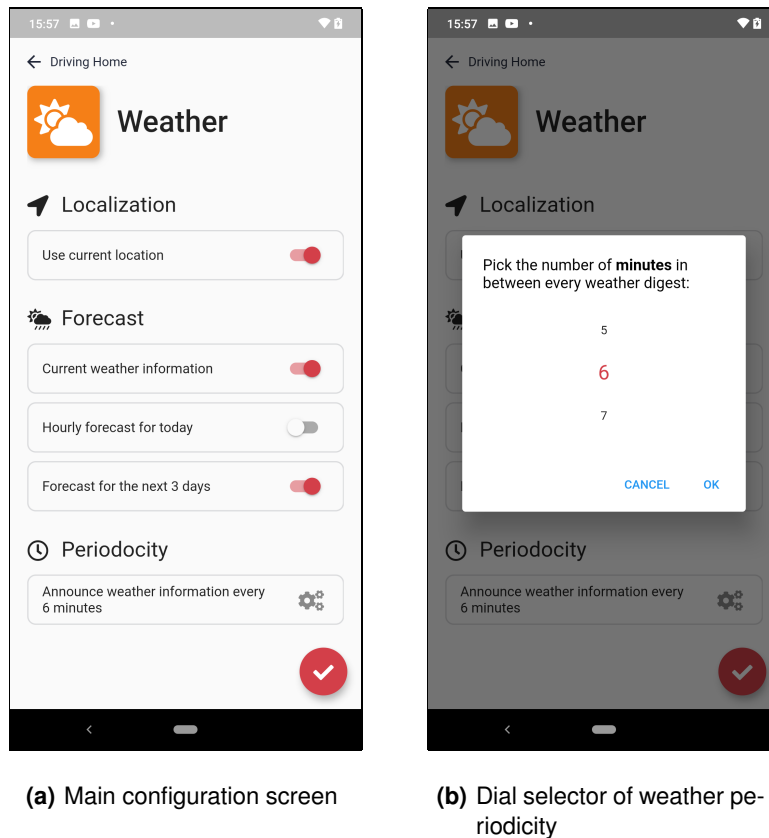 15:57
Driving Home
Weather
Localization
Use current location
Forecast
Current weather information
Hourly forecast for today
Forecast for the next 3 days
Periodocity
Announce weather information every
6 minutes
(a) Main configuration screen
15:57
Driving Home
Weather
Localization
Pick the number of minutes in
between every weather digest:
5
6
7
CANCEL OK
Periodocity
Announce weather information every
6 minutes
(b) Dial selector of weather pe-
riodicity